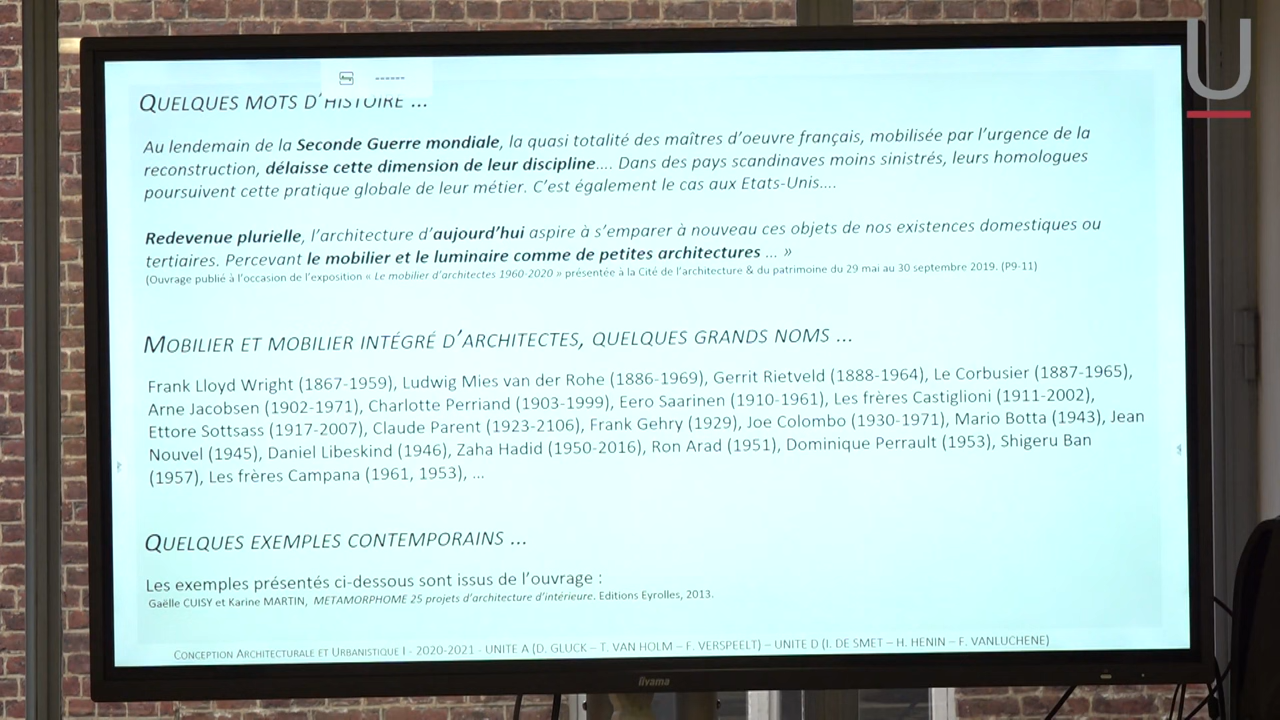 U
QUELQUES MOTS D'HISTOIRE ...
Au lendemain de la Seconde Guerre mondiale, la quasi totalité des maîtres d'oeuvre français, mobilisée par l'urgence de la
reconstruction, délaisse cette dimension de leur discipline.... Dans des pays scandinaves moins sinistrés, leurs homologues
poursuivent cette pratique globale de leur métier. C'est également le cas aux Etats-Unis....
Redevenue plurielle, l'architecture d'aujourd'hui aspire à s'emparer à nouveau ces objets de nos existences domestiques ou
tertiaires. Percevant le mobilier et le luminaire comme de petites architectures ... »
(Ouvrage publié à l'occasion de l'exposition « Le mobilier d'architectes 1960-2020 » présentée à la Cité de l'architecture & du patrimoine du 29 mai au 30 septembre 2019. (P9-11)
MOBILIER ET MOBILIER INTÉGRÉ D'ARCHITECTES, QUELQUES GRANDS NOMS ...
Frank Lloyd Wright (1867-1959), Ludwig Mies van der Rohe (1886-1969), Gerrit Rietveld (1888-1964), Le Corbusier (1887-1965),
Arne Jacobsen (1902-1971), Charlotte Perriand (1903-1999), Eero Saarinen (1910-1961), Les frères Castiglioni (1911-2002),
Ettore Sottsass (1917-2007), Claude Parent (1923-2106), Frank Gehry (1929), Joe Colombo (1930-1971), Mario Botta (1943), Jean
Nouvel (1945), Daniel Libeskind (1946), Zaha Hadid (1950-2016), Ron Arad (1951), Dominique Perrault (1953), Shigeru Ban
(1957), Les frères Campana (1961, 1953), ...
QUELQUES EXEMPLES CONTEMPORAINS ...
Les exemples présentés ci-dessous sont issus de l'ouvrage :
Gaëlle CUISY et Karine MARTIN, METAMORPHOME 25 projets d'architecture d'intérieure. Editions Eyrolles, 2013.
CONCEPTION ARCHITECTURALE ET URBANISTIQUE I - 2020-2021 - UNITE A (D. GLUCK – T. VAN HOLM – F. VERSPEELT) – UNITE D (I. DE SMET – H. HENIN – F. VANLUCHENE)
iiyama